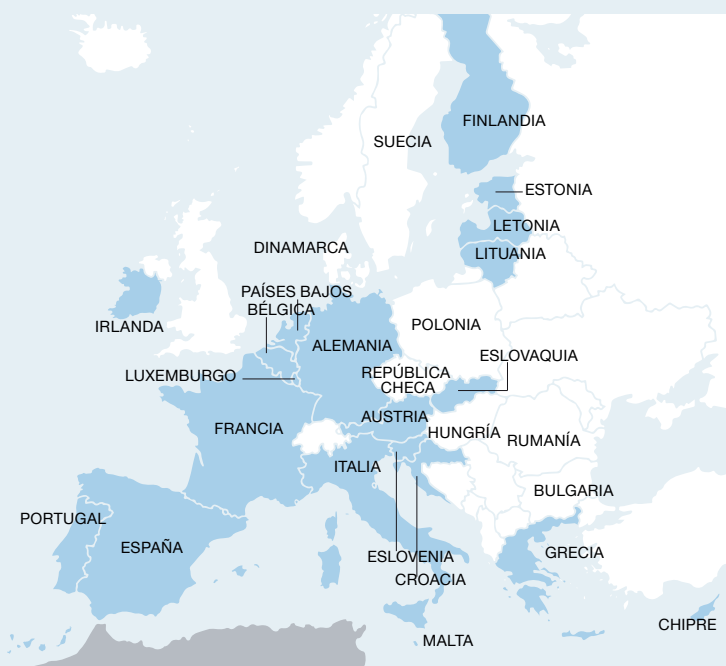 FINLANDIA
SUECIA
ESTONIA
LETONIA
DINAMARCA
LITUANIA
PAÍSES BAJOS
BÉLGICA
IRLANDA
POLONIA
ALEMANIA
ESLOVAQUIA
LUXEMBURGO
REPÚBLICA
CHECA
AUSTRIA
FRANCIA
HUNGRÍA
RUMANÍA
ITALIA
BULGARIA
PORTUGAL
ESPAÑA
ESLOVENIA
GRECIA
CROACIA
CHIPRE
MALTA